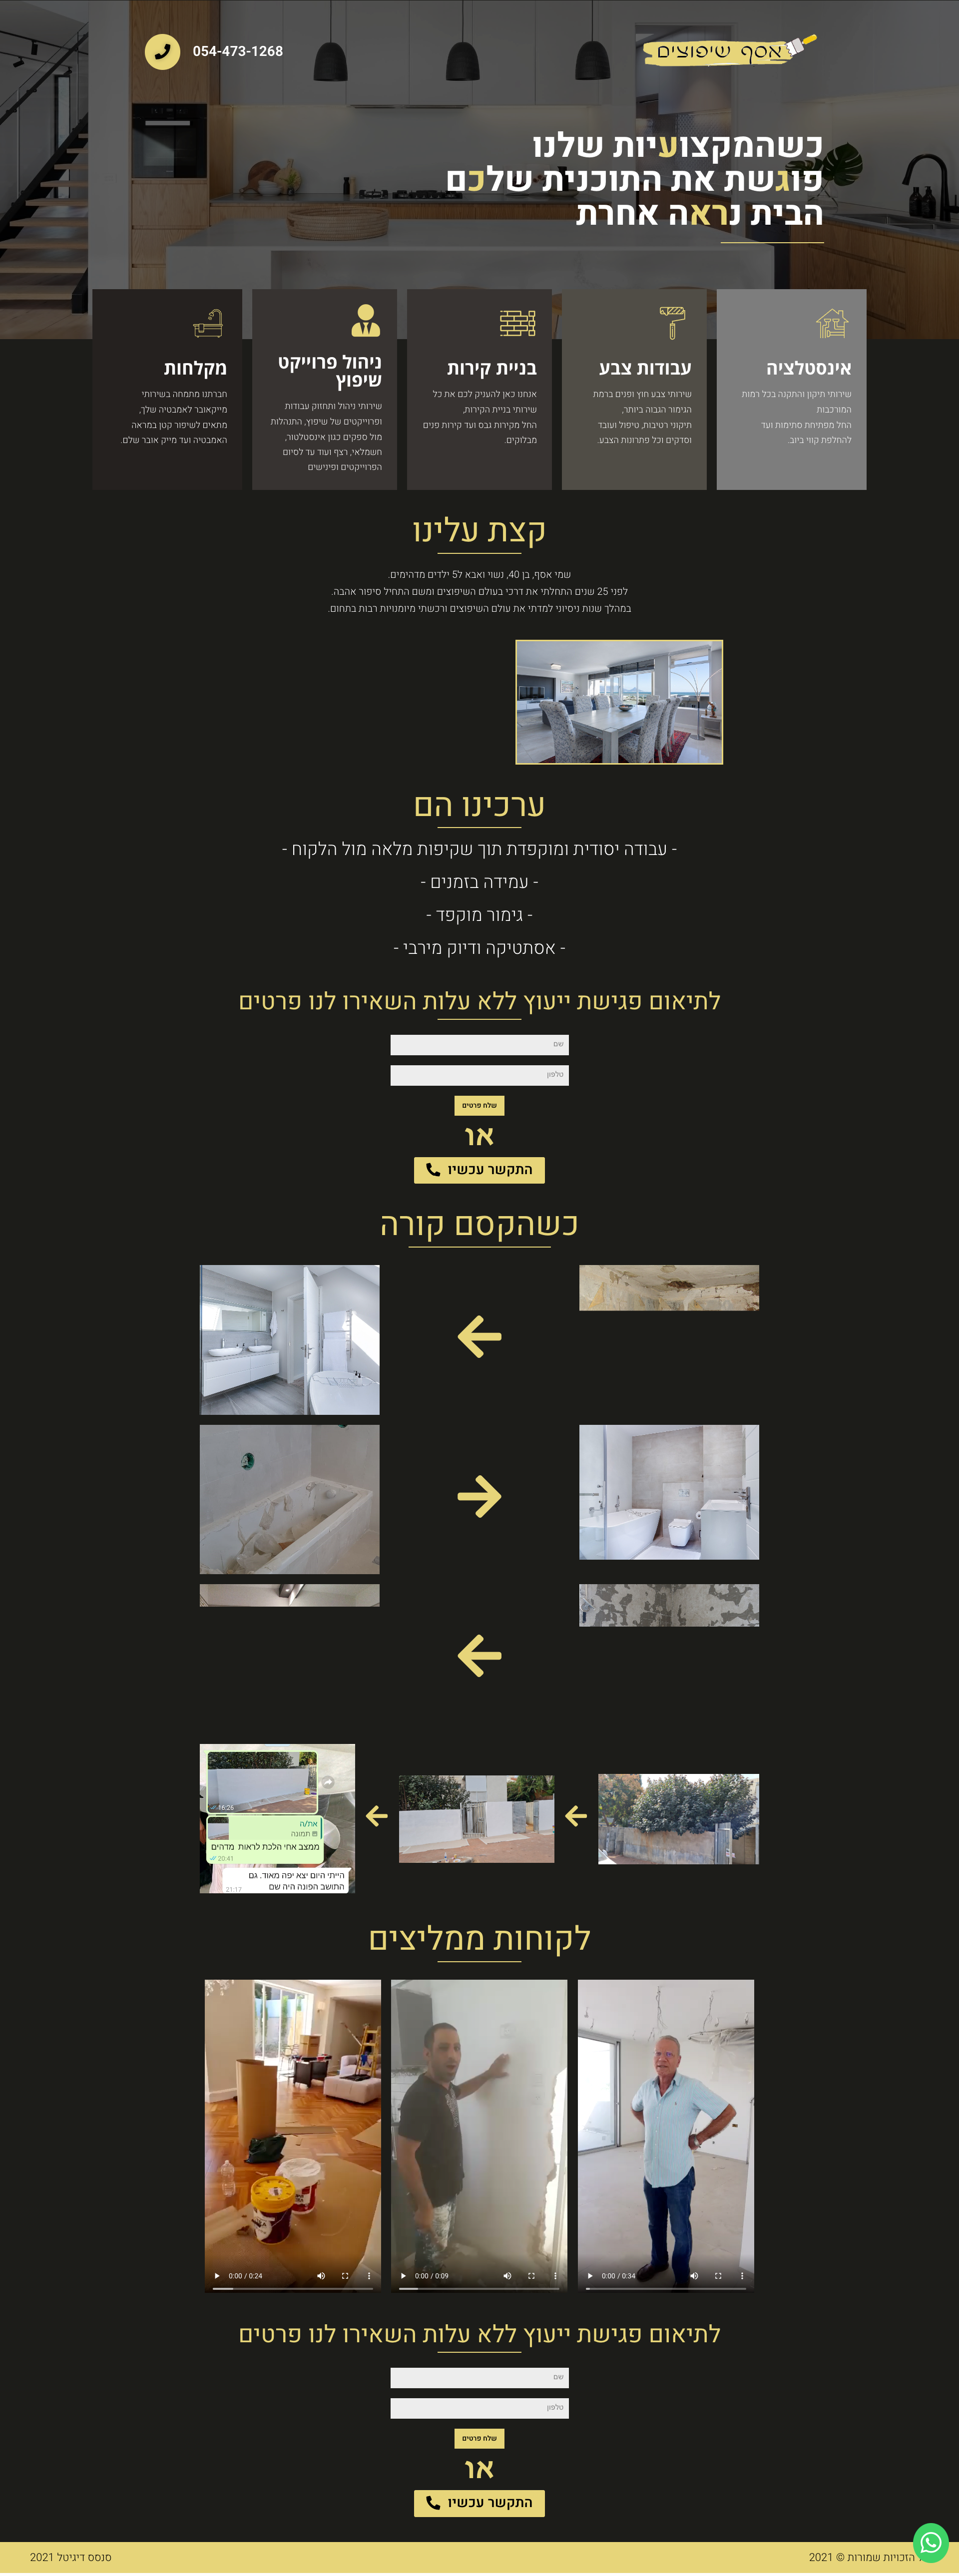 אסף שיפוצים
054-473-1268
כשהמקצועיות שלנו
פוגשת את התוכנית שלכם
הבית נראה אחרת
אינסטלציה
שירותי תיקון והתקנה בכל רמות
המורכבות
החל מפתיחת סתימות ועד
להחלפת קווי ביוב.
עבודות צבע
שירותי צבע חוץ ופנים ברמת
הגימור הגבוה ביותר,
תיקוני רטיבות, טיפול ועובד
וסדקים וכל פתרונות הצבע.
בניית קירות
אנחנו כאן להעניק לכם את כל
שירותי בניית הקירות,
החל מקירות גבס ועד קירות פנים
מבלוקים.
ניהול פרוייקט
שיפוץ
שירותי ניהול ותחזוק עבודות
ופרוייקטים של שיפוץ, התנהלות
מול ספקים כגון אינסטלטור,
חשמלאי, רצף ועוד עד לסיום
הפרוייקטים ופינישים
מקלחות
חברתנו מתמחה בשירותי
מייקאובר לאמבטיה שלך,
מתאים לשיפור קטן במראה
האמבטיה ועד מייק אובר שלם.
קצת עלינו
שמי אסף, בן 40, נשוי ואבא ל5 ילדים מדהימים.
לפני 25 שנים התחלתי את דרכי בעולם השיפוצים ומשם התחיל סיפור אהבה.
במהלך שנות ניסיוני למדתי את עולם השיפוצים ורכשתי מיומנויות רבות בתחום.
ערכינו הם
- עבודה יסודית ומוקפדת תוך שקיפות מלאה מול הלקוח -
- עמידה בזמנים -
- גימור מוקפד -
- אסתטיקה ודיוק מירבי -
לתיאום פגישת ייעוץ ללא עלות השאירו לנו פרטים
שם
טלפון
שלח פרטים
או
התקשר עכשיו
כשהקסם קורה
16:26
את/ה
תמונה
ממצב אחי הלכת לראות מדהים
20:41
הייתי היום יצא יפה מאוד. גם
התושב הפונה היה שם
21:17
לקוחות ממליצים
0:00 / 0:34
0:00 / 0:09
0:00 / 0:24
לתיאום פגישת ייעוץ ללא עלות השאירו לנו פרטים
שם
טלפון
שלח פרטים
או
התקשר עכשיו
הזכויות שמורות © 2021
סנסס דיגיטל 2021